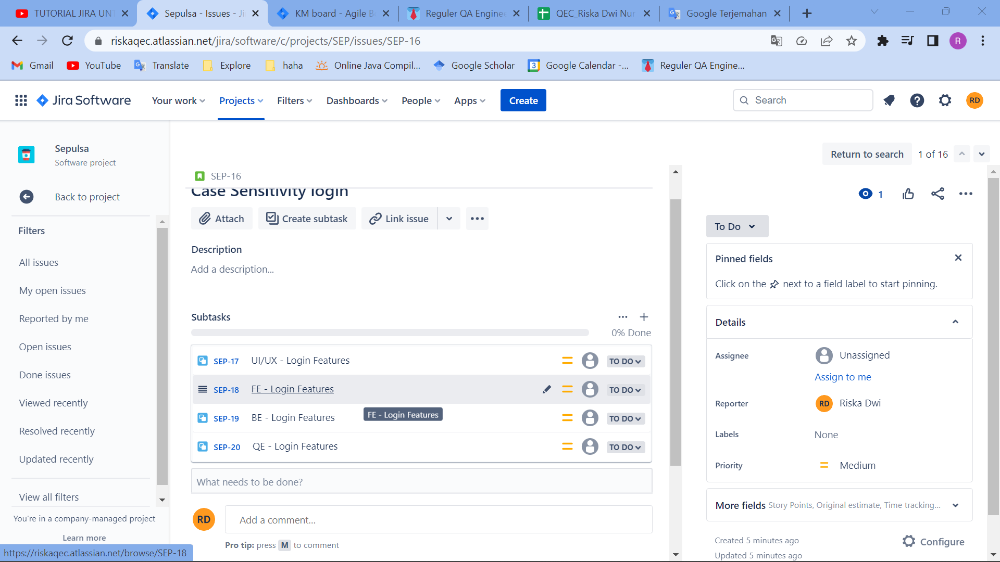 TUTORIAL JIRA UNT
Sepulsa - Issues - Ji
KM board - Agile B
Reguler QA Enginee
QEC_Riska Dwi Nur
Google Terjemahan
riskaqec.atlassian.net/jira/software/c/projects/SEP/issues/SEP-16
R
Gmail
YouTube
Translate
Explore
haha
Online Java Compil...
Google Scholar
3
Google Calendar -...
Reguler QA Engine...
Jira Software
Your work
Projects
Filters
Dashboards
People
Apps
Create
Search
RD
Sepulsa
Software project
Back to project
Filters
All issues
My open issues
Reported by me
Open issues
Done issues
Viewed recently
Resolved recently
Updated recently
View all filters
You're in a company-managed project
Learn more
https://riskaqec.atlassian.net/browse/SEP-18
Return to search
1 of 16
SEP-16
Case Sensitivity login
Attach
Create subtask
Link issue
Description
Add a description...
Subtasks
0% Done
SEP-17 UI/UX - Login Features TO DO
SEP-18 FE - Login Features TO DO
FE - Login Features
SEP-19 BE - Login Features TO DO
SEP-20 QE - Login Features TO DO
What needs to be done?
RD
Add a comment...
Pro tip: press M to comment
1
To Do
Pinned fields
Click on the next to a field label to start pinning.
Details
Assignee
Unassigned
Assign to me
Reporter
RD Riska Dwi
Labels
None
Priority
Medium
More fields Story Points, Original estimate, Time tracking...
Created 5 minutes ago
Configure
Updated 5 minutes ago